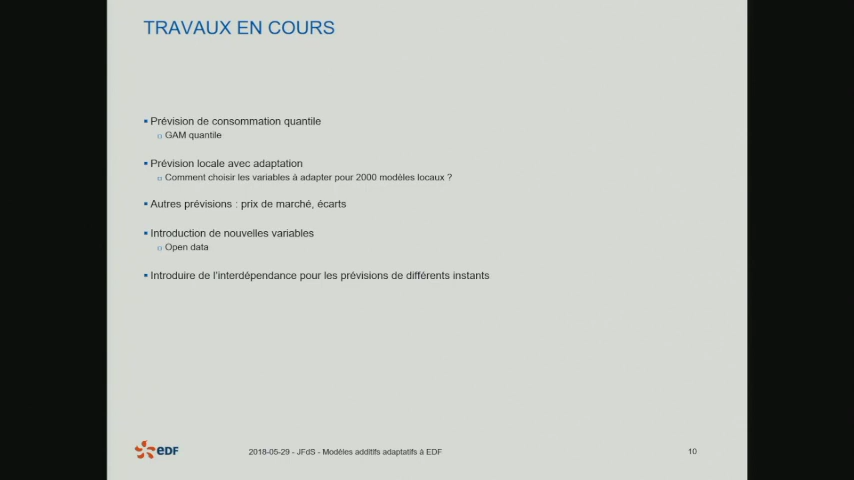 TRAVAUX EN COURS
Prévision de consommation quantile
GAM quantile
Prévision locale avec adaptation
Comment choisir les variables à adapter pour 2000 modèles locaux ?
Autres prévisions : prix de marché, écarts
Introduction de nouvelles variables
Open data
Introduire de l'interdépendance pour les prévisions de différents instants
EDF
2018-05-29 - JFdS - Modèles additifs adaptatifs à EDF
10